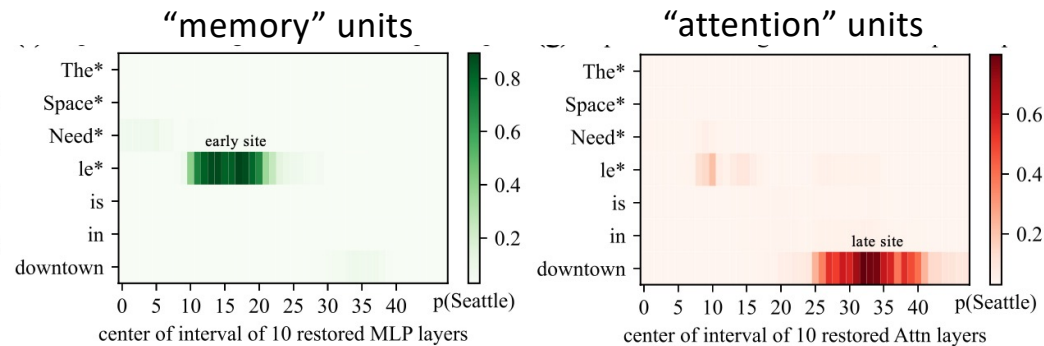 “memory” units
The*
Space*
Need*
le*
is
in
downtown
early site
0 5 10 15 20 25 30 35 40
p(Seattle)
0.8
0.6
0.4
0.2
center of interval of 10 restored MLP layers
“attention” units
The*
Space*
Need*
le*
is
in
downtown
late site
0 5 10 15 20 25 30 35 40
p(Seattle)
0.6
0.4
0.2
center of interval of 10 restored Attn layers